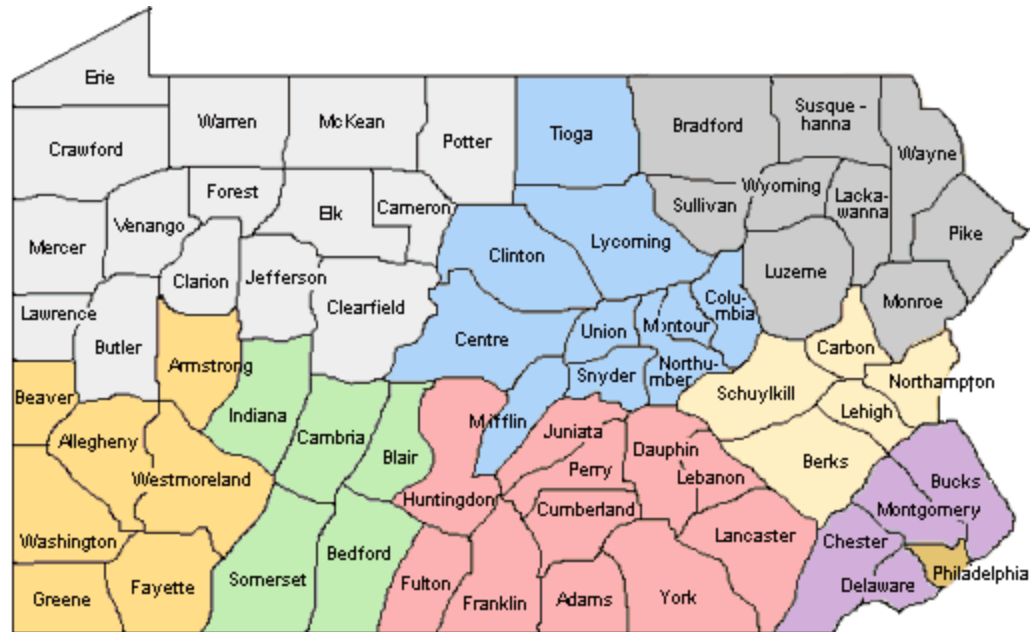 Erie
Warren
McKean
Potter
Tioga
Bradford
Susque -
hanna
Wayne
Crawford
Forest
Elk
Cameron
Sullivan
Wyoming
Lacka-
wanna
Pike
Mercer
Venango
Clarion
Jefferson
Clearfield
Clinton
Lycoming
Luzerne
Monroe
Lawrence
Butler
Armstrong
Centre
Union
Montour
Colu-
mbia
Carbon
Snyder
Northu-
mber
Schuylkill
Northampton
Beaver
Allegheny
Indiana
Cambria
Blair
Mifflin
Juniata
Dauphin
Lehigh
Westmoreland
Huntingdon
Perry
Lebanon
Berks
Bucks
Cumberland
Montgomery
Washington
Bedford
Lancaster
Chester
Greene
Fayette
Somerset
Fulton
Franklin
Adams
York
Delaware
Philadelphia